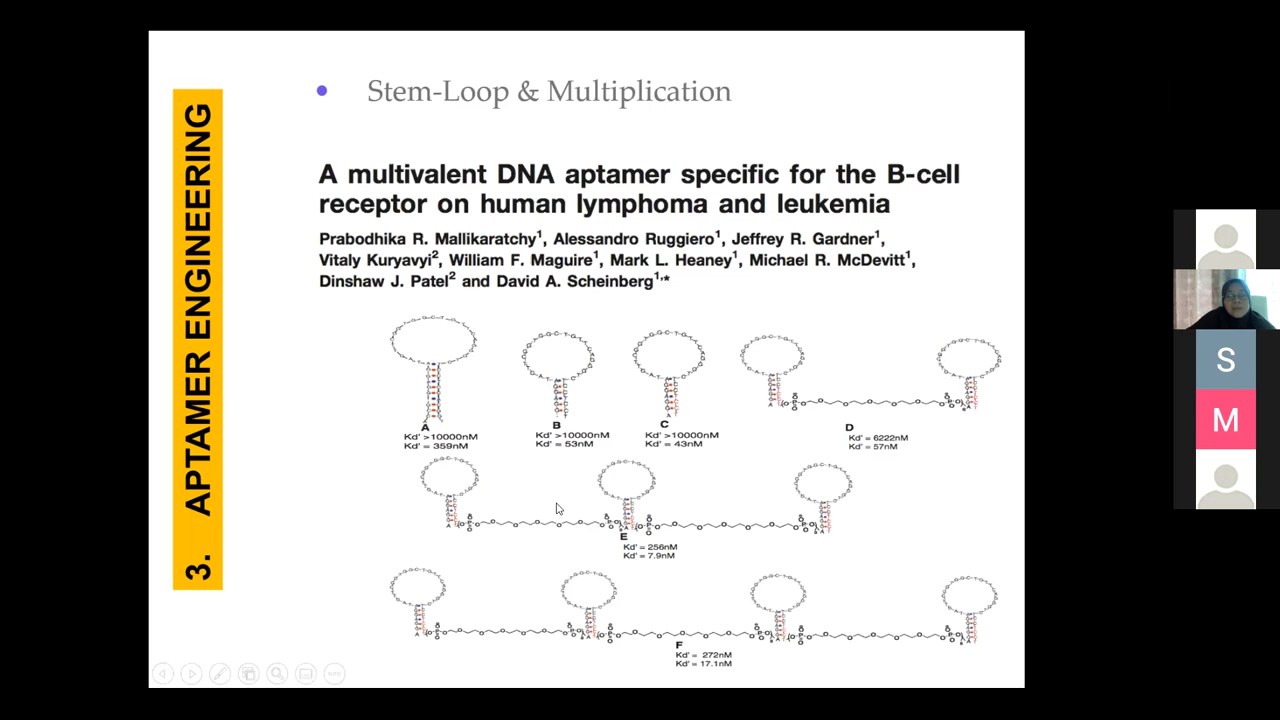 3. APTAMER ENGINEERING
• Stem-Loop & Multiplication
A multivalent DNA aptamer specific for the B-cell
receptor on human lymphoma and leukemia
Prabodhika R. Mallikaratchy1, Alessandro Ruggiero1, Jeffrey R. Gardner1,
Vitaly Kuryavyi2, William F. Maguire1, Mark L. Heaney1, Michael R. McDevitt1,
Dinshaw J. Patel2 and David A. Scheinberg1,*
A
Kd' >10000nM
Kd' = 359nM
B
Kd' >10000nM
Kd' = 53nM
C
Kd' >10000nM
Kd' = 43nM
D
Kd' = 6222nM
Kd' = 57nM
E
Kd' = 256nM
Kd' = 7.9nM
F
Kd' = 272nM
Kd' = 17.1nM
S
M